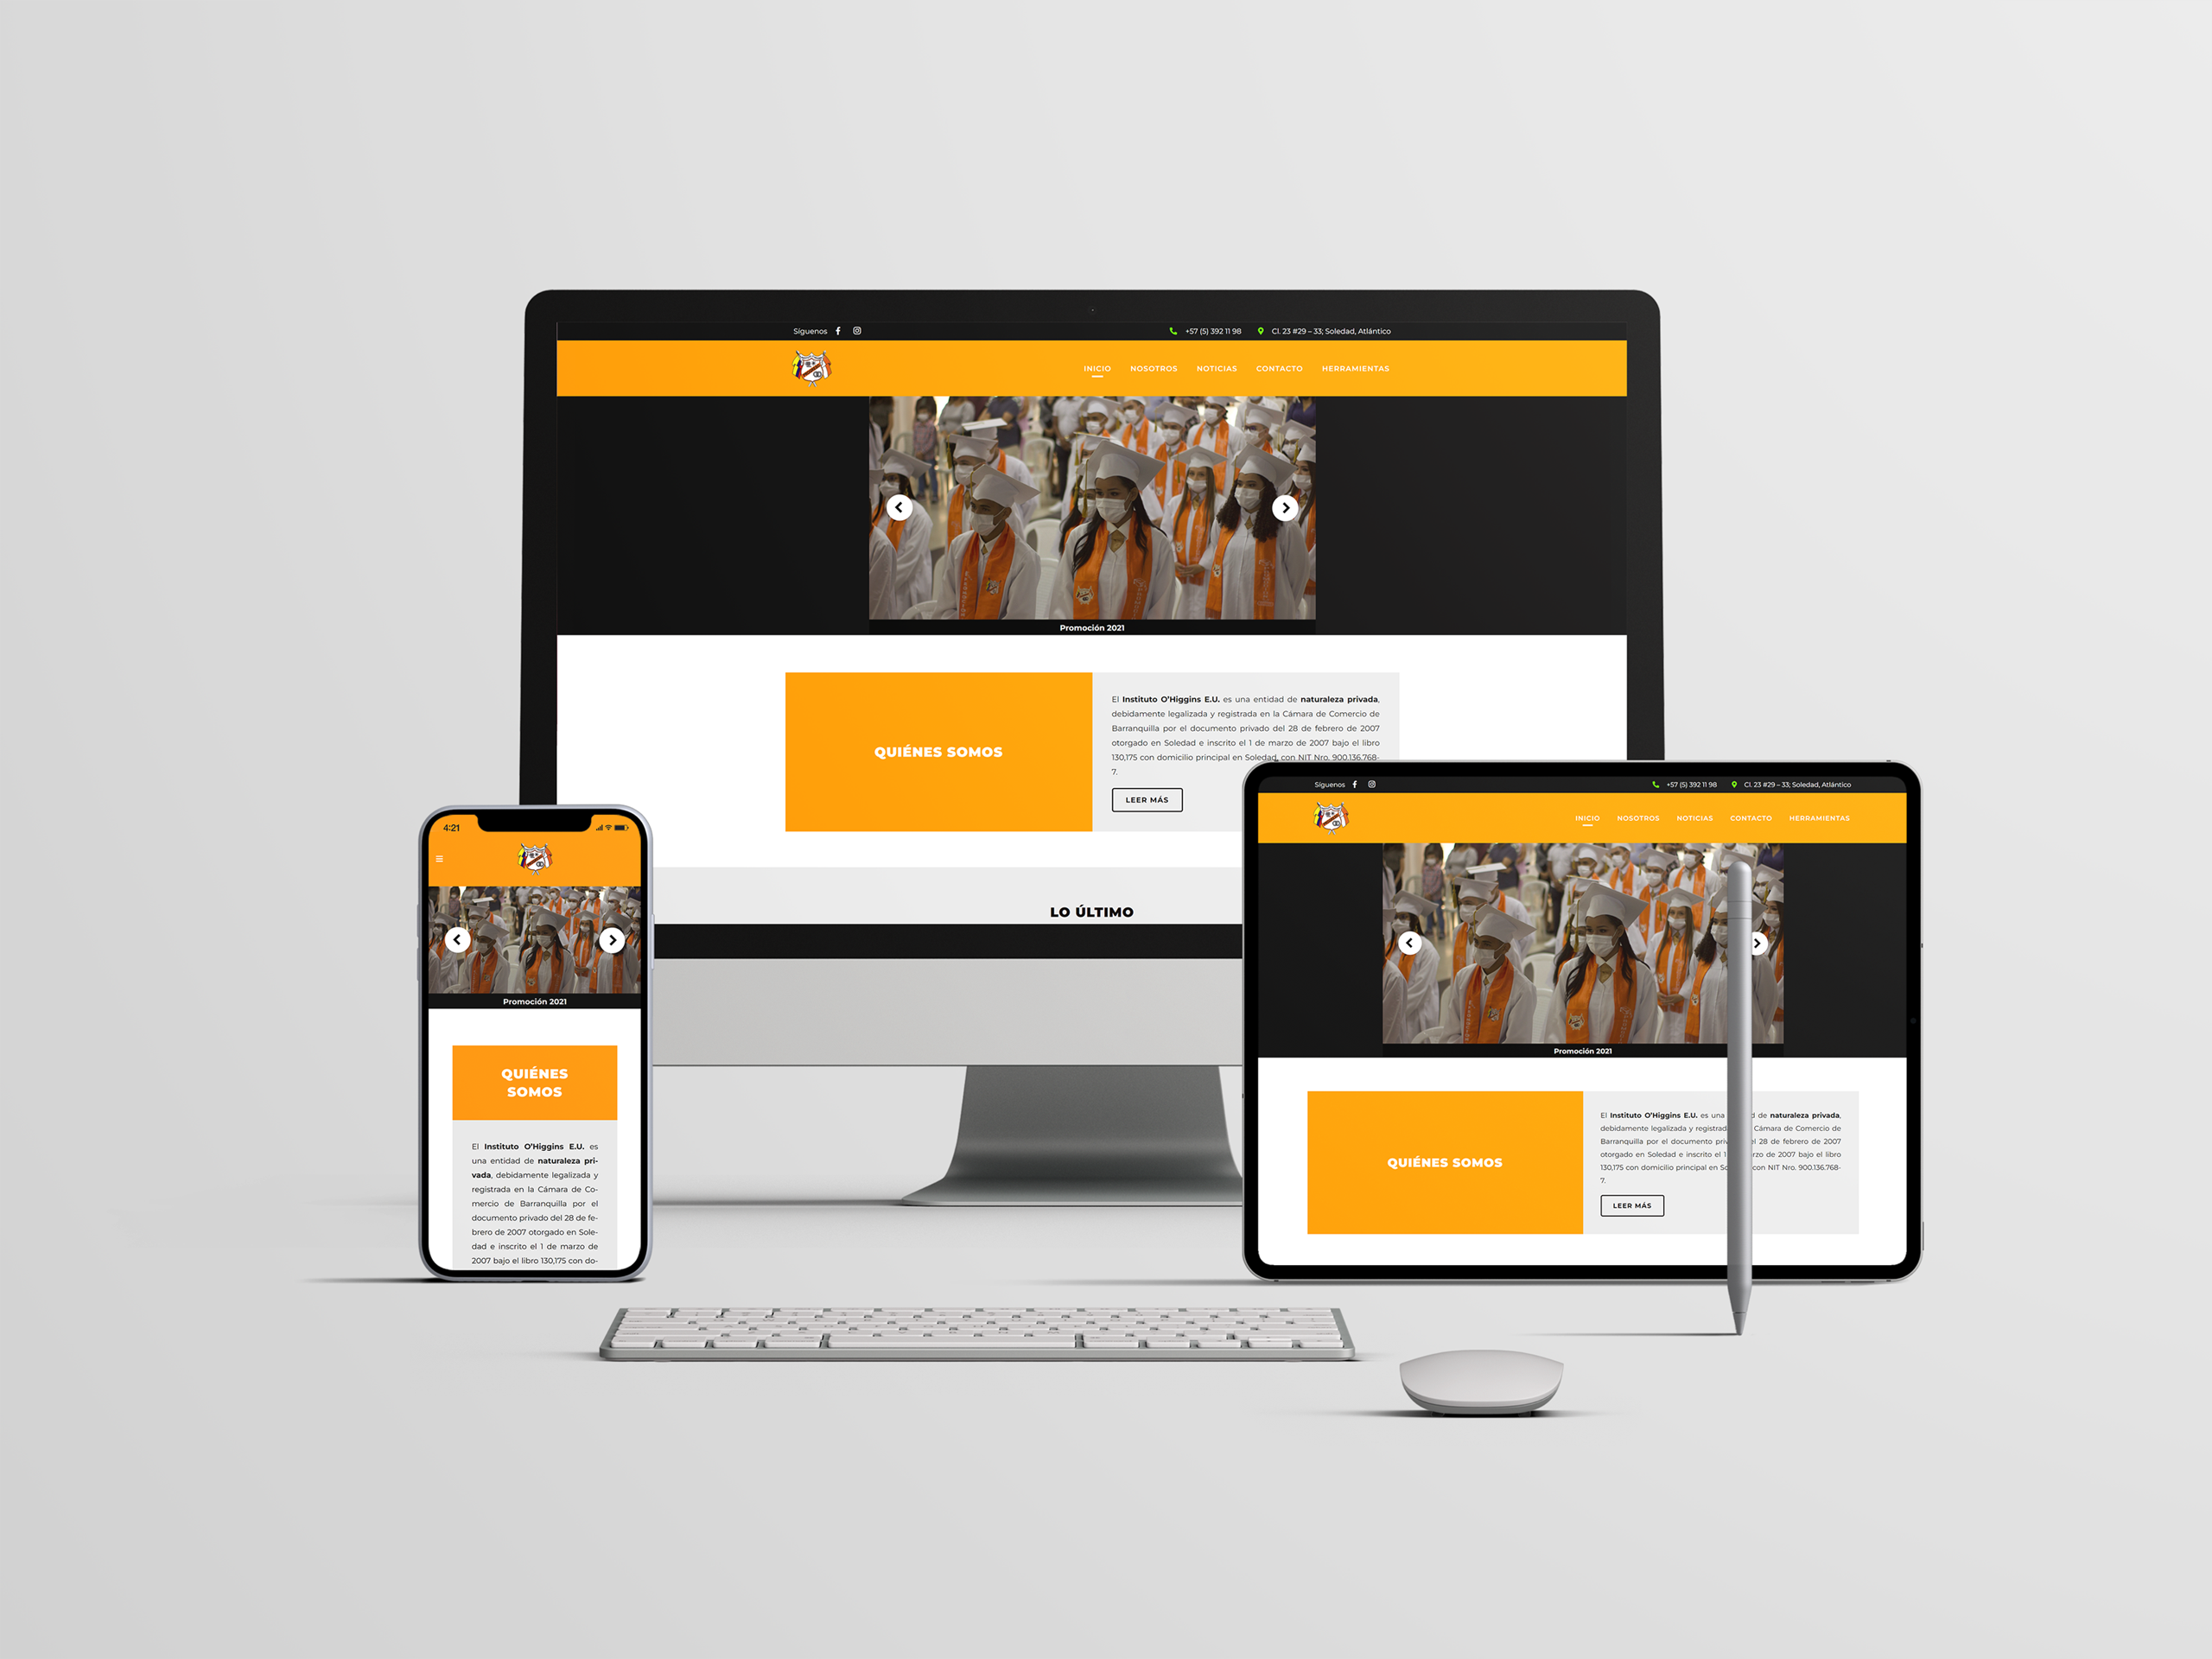 Síguenos
+57 (5) 392 11 98 Cl. 23 #29 – 33; Soledad, Atlántico
INICIO NOSOTROS NOTICIAS CONTACTO HERRAMIENTAS
Promoción 2021
QUIÉNES SOMOS
El Instituto O'Higgins E.U. es una entidad de naturaleza privada,
debidamente legalizada y registrada en la Cámara de Comercio de
Barranquilla por el documento privado del 28 de febrero de 2007
otorgado en Soledad e inscrito el 1 de marzo de 2007 bajo el libro
130,175 con domicilio principal en Soledad, con NIT Nro. 900.136.768-
7.
LEER MÁS
LO ÚLTIMO
4:21
Promoción 2021
QUIÉNES
SOMOS
El Instituto O'Higgins E.U. es
una entidad de naturaleza pri-
vada, debidamente legalizada y
registrada en la Cámara de Co-
mercio de Barranquilla por el
documento privado del 28 de fe-
brero de 2007 otorgado en Sole-
dad e inscrito el 1 de marzo de
2007 bajo el libro 130,175 con do-
Síguenos
+57 (5) 392 11 98 Cl. 23 #29 – 33; Soledad, Atlántico
INICIO NOSOTROS NOTICIAS CONTACTO HERRAMIENTAS
Promoción 2021
QUIÉNES SOMOS
El Instituto O'Higgins E.U. es una d de naturaleza privada,
debidamente legalizada y registrad Cámara de Comercio de
Barranquilla por el documento priv el 28 de febrero de 2007
otorgado en Soledad e inscrito el 1 rzo de 2007 bajo el libro
130,175 con domicilio principal en So con NIT Nro. 900.136.768-
7.
LEER MÁS